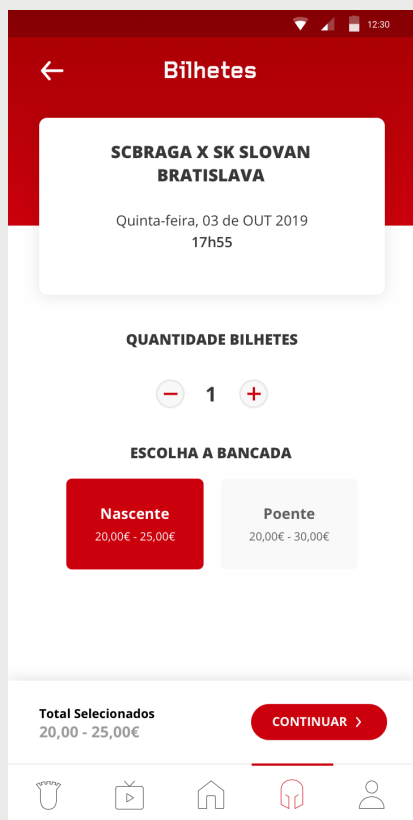 12:30
Bilhetes
SCBRAGA X SK SLOVAN
BRATISLAVA
Quinta-feira, 03 de OUT 2019
17h55
QUANTIDADE BILHETES
1
ESCOLHA A BANCADA
Nascente
20,00€ - 25,00€
Poente
20,00€ - 30,00€
Total Selecionados
20,00 - 25,00€
CONTINUAR